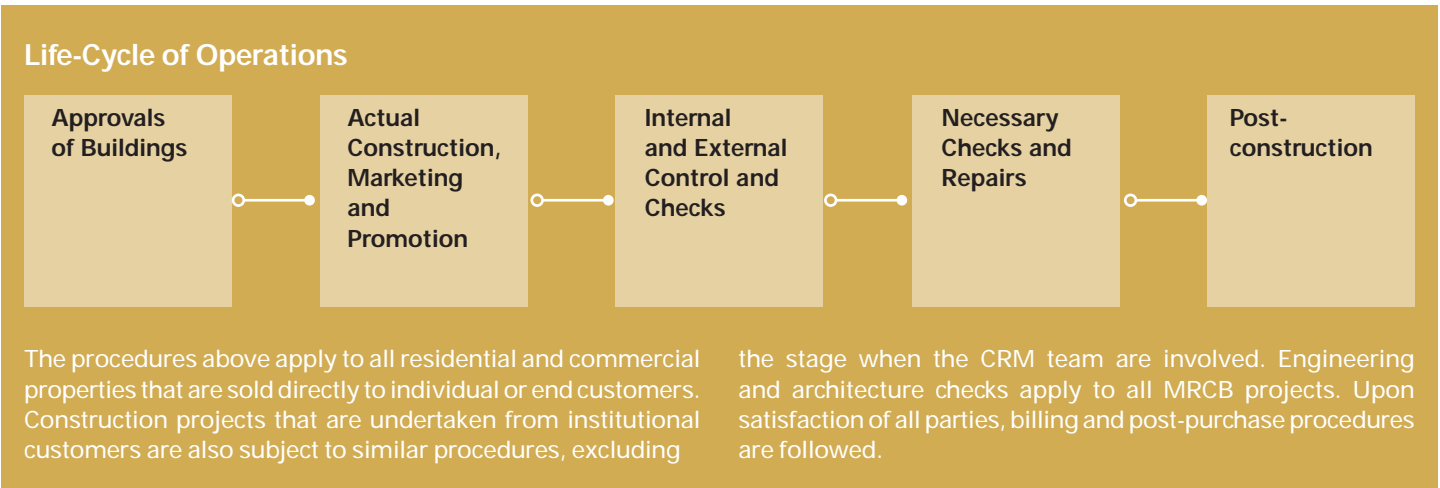 Life-Cycle of Operations
Approvals
of Buildings
Actual
Construction,
Marketing
and
Promotion
Internal
and External
Control and
Checks
Necessary
Checks and
Repairs
Post-
construction
The procedures above apply to all residential and commercial
properties that are sold directly to individual or end customers.
Construction projects that are undertaken from institutional
customers are also subject to similar procedures, excluding
the stage when the CRM team are involved. Engineering
and architecture checks apply to all MRCB projects. Upon
satisfaction of all parties, billing and post-purchase procedures
are followed.